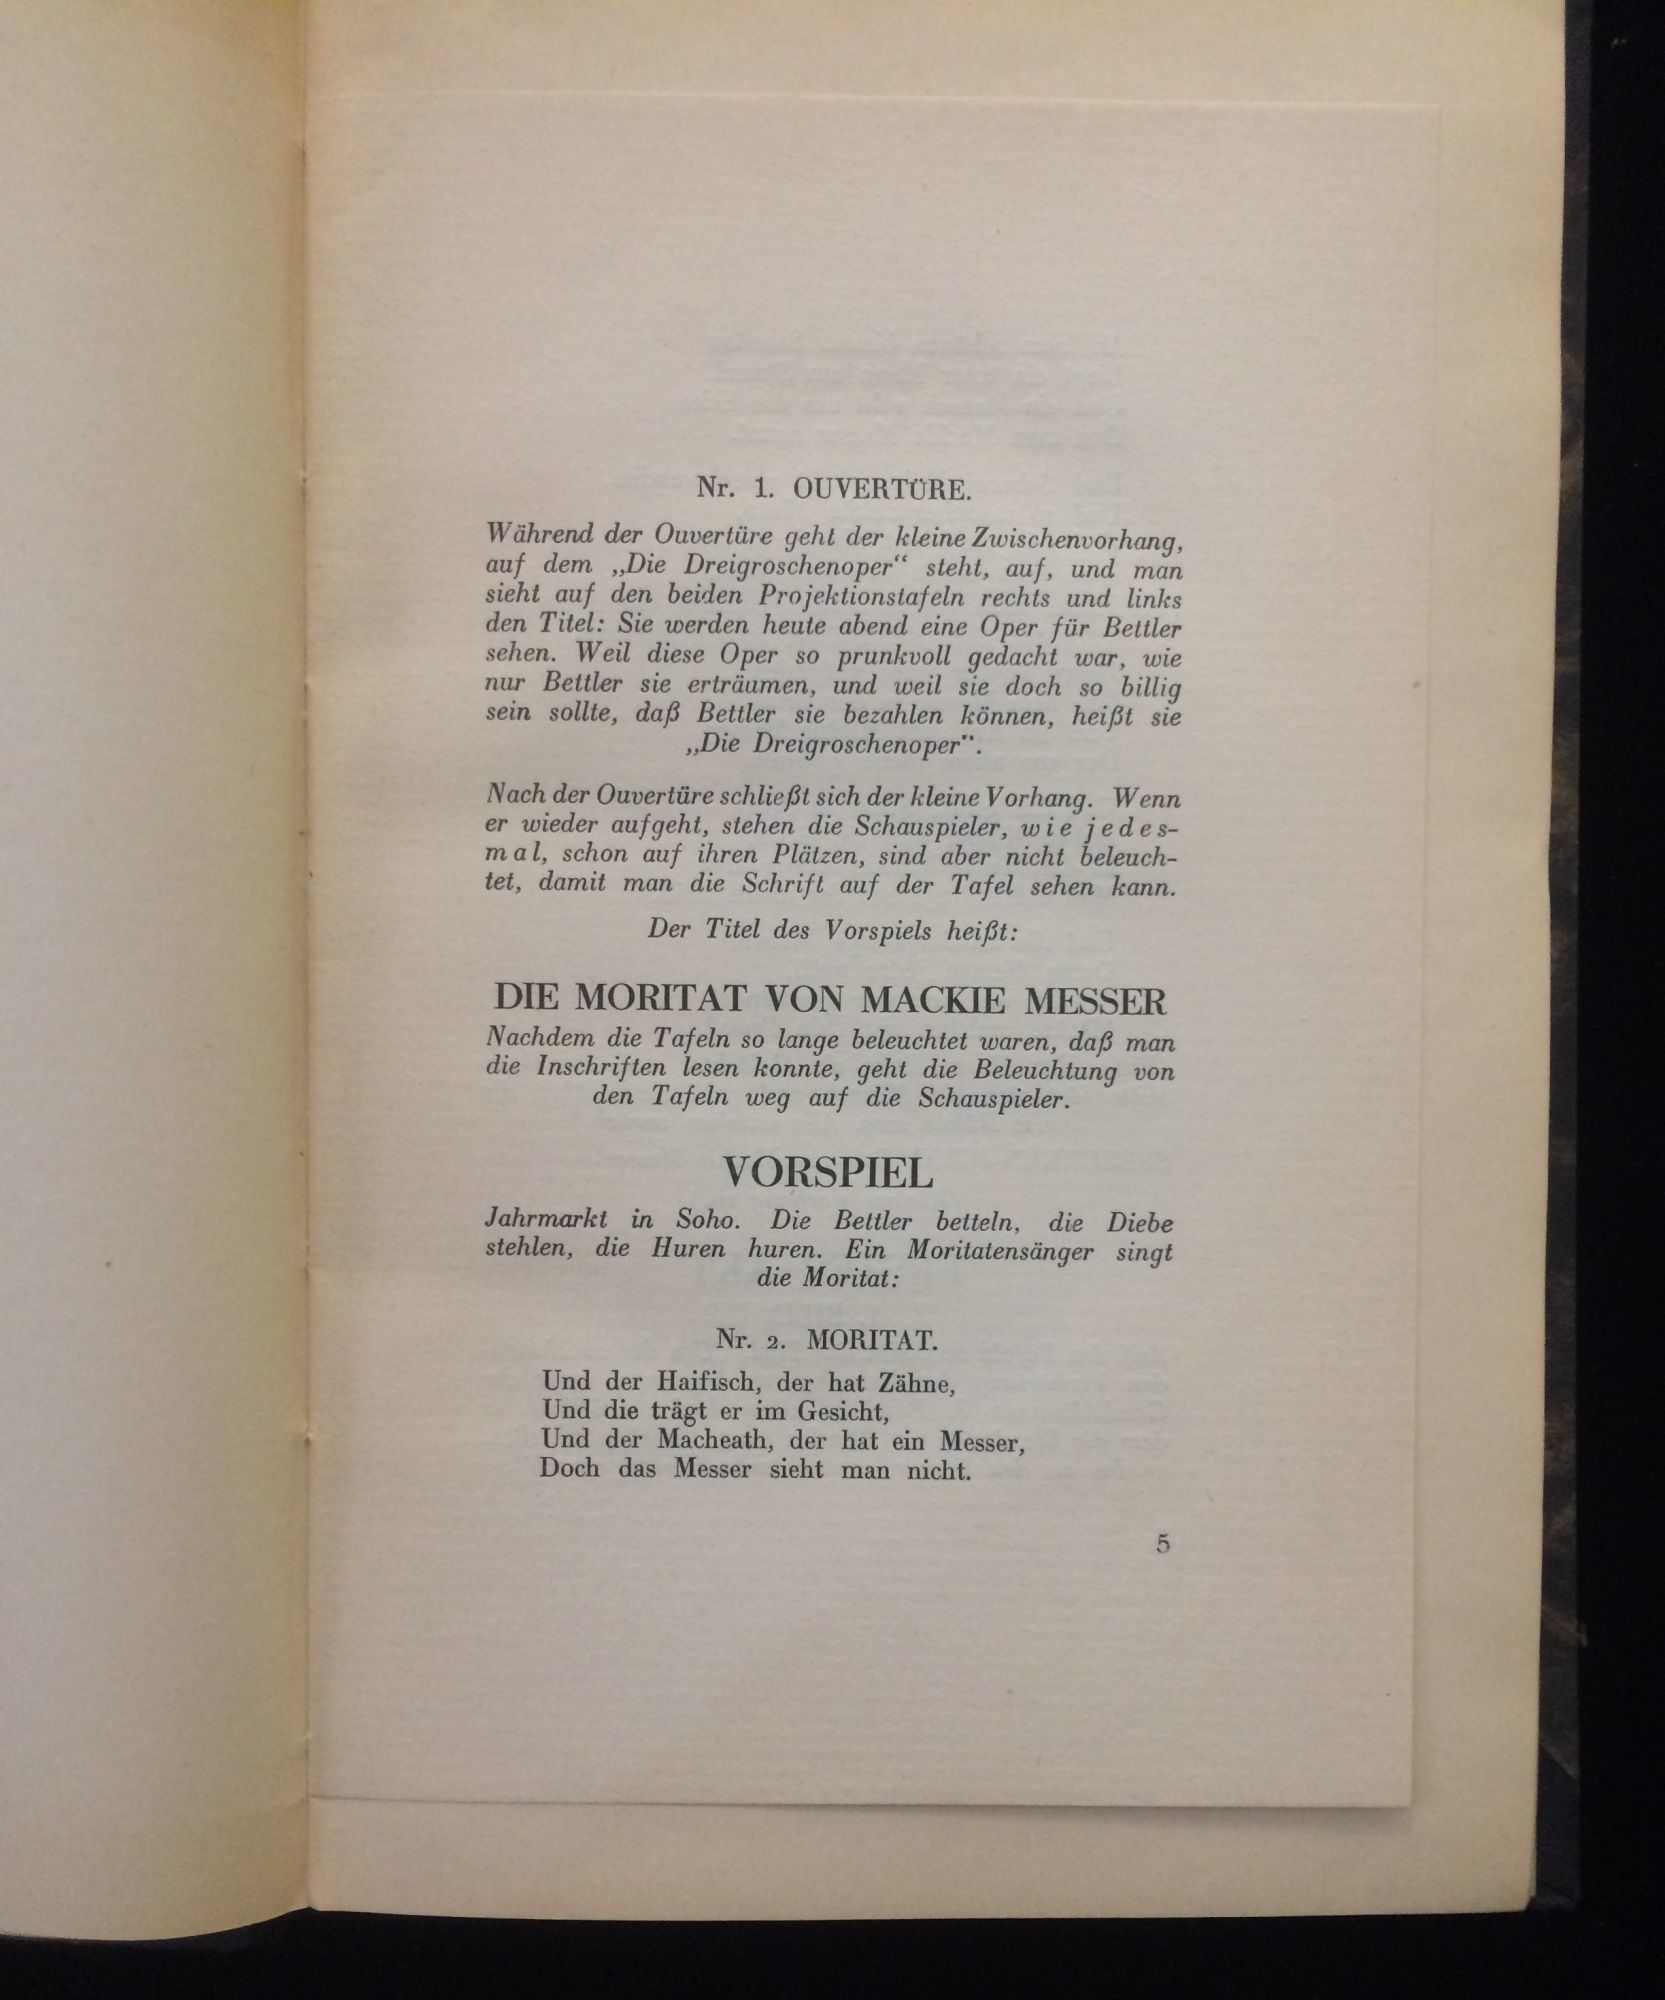 Nr. 1. OUVERTÜRE.
Während der Ouvertüre geht der kleine Zwischenvorhang,
auf dem „Die Dreigroschenoper“ steht, auf, und man
sieht auf den beiden Projektionstafeln rechts und links
den Titel: Sie werden heute abend eine Oper für Bettler
sehen. Weil diese Oper so prunkvoll gedacht war, wie
nur Bettler sie erträumen, und weil sie doch so billig
sein sollte, daß Bettler sie bezahlen können, heißt sie
„Die Dreigroschenoper“.
Nach der Ouvertüre schließt sich der kleine Vorhang. Wenn
er wieder aufgeht, stehen die Schauspieler, wie jedes-
mal, schon auf ihren Plätzen, sind aber nicht beleuch-
tet, damit man die Schrift auf der Tafel sehen kann.
Der Titel des Vorspiels heißt:
DIE MORITAT VON MACKIE MESSER
Nachdem die Tafeln so lange beleuchtet waren, daß man
die Inschriften lesen konnte, geht die Beleuchtung von
den Tafeln weg auf die Schauspieler.
VORSPIEL
Jahrmarkt in Soho. Die Bettler betteln, die Diebe
stehlen, die Huren huren. Ein Moritatensänger singt
die Moritat:
Nr. 2. MORITAT.
Und der Haifisch, der hat Zähne,
Und die trägt er im Gesicht,
Und der Macheath, der hat ein Messer,
Doch das Messer sieht man nicht.
5